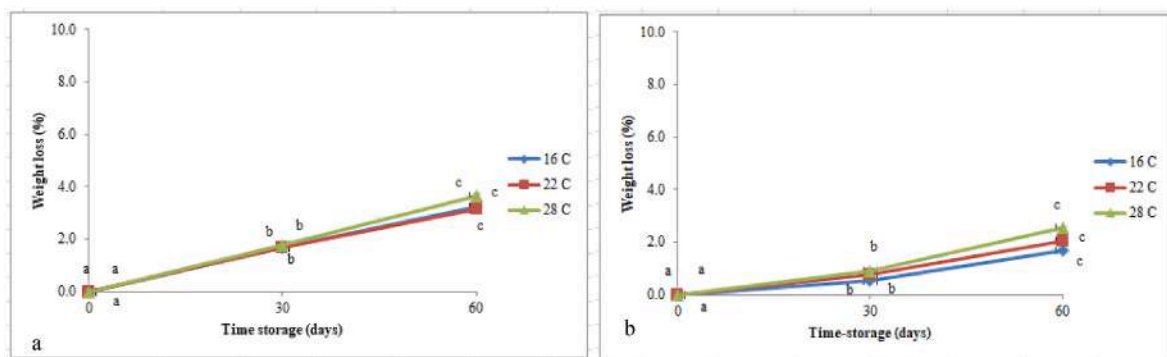 10.0
8.0
6.0
4.0
2.0
0.0
Weight loss (%)
0
30
60
Time storage (days)
a a
a
b b
b
c c
c
16 C
22 C
28 C
a
10.0
8.0
6.0
4.0
2.0
0.0
Weight loss (%)
0
30
60
Time-storage (days)
a a
a
b
b b
c
c
c
16 C
22 C
28 C
b